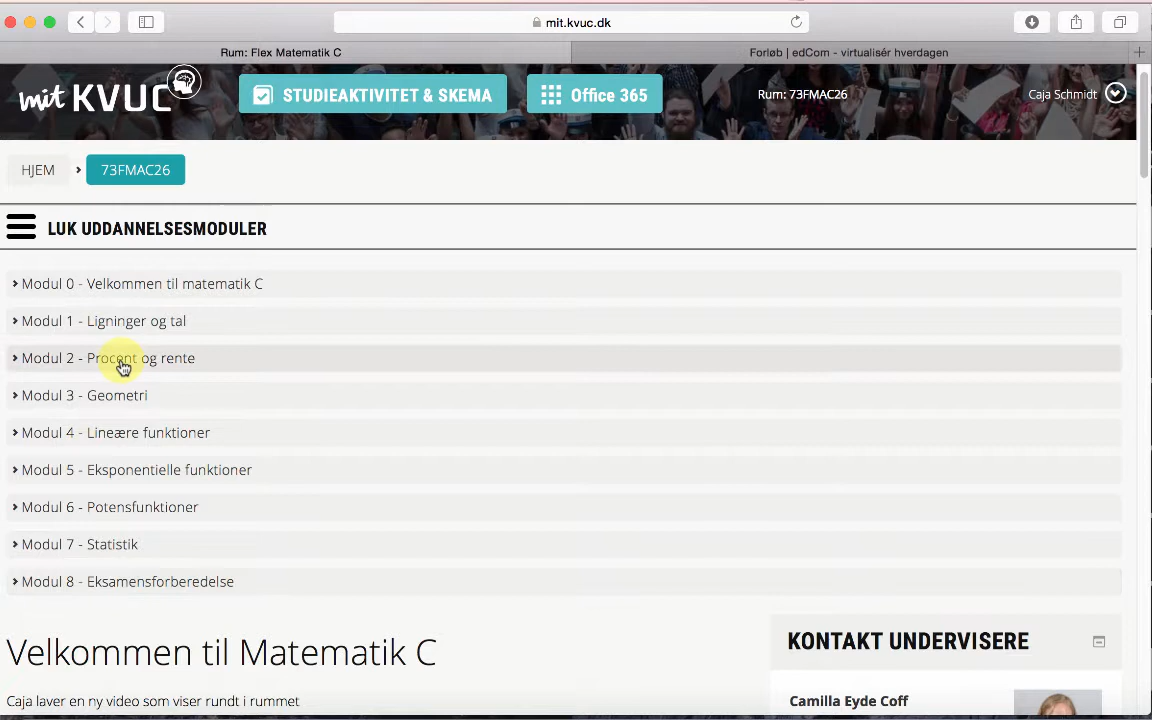 mit.kvuc.dk
Rum: Flex Matematik C
Forløb | edCom - virtualisér hverdagen
mit KVUC
STUDIEAKTIVITET & SKEMA
Office 365
Rum: 73FMAC26
Caja Schmidt
HJEM
73FMAC26
LUK UDDANNELSESMODULER
Modul 0 - Velkommen til matematik C
Modul 1 - Ligninger og tal
Modul 2 - Procent og rente
Modul 3 - Geometri
Modul 4 - Lineære funktioner
Modul 5 - Eksponentielle funktioner
Modul 6 - Potensfunktioner
Modul 7 - Statistik
Modul 8 - Eksamensforberedelse
Velkommen til Matematik C
Caja laver en ny video som viser rundt i rummet
KONTAKT UNDERVISERE
Camilla Eyde Coff